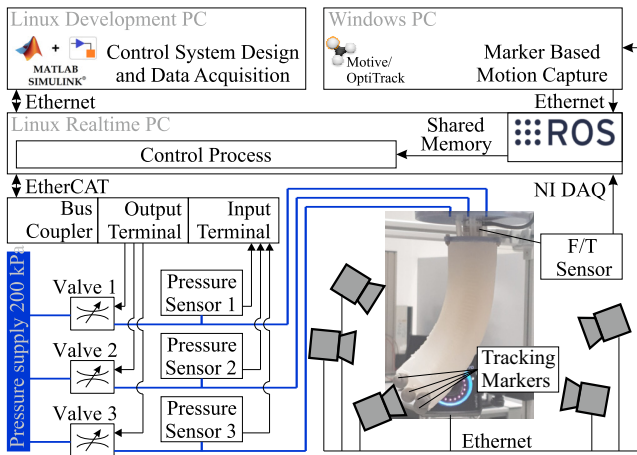 Linux Development PC
MATLAB
SIMULINK®
+
Control System Design
and Data Acquisition
Windows PC
Motive/
OptiTrack
Marker Based
Motion Capture
Ethernet
Ethernet
Linux Realtime PC
Control Process
Shared
Memory
ROS
EtherCAT
NI DAQ
Bus
Coupler
Output
Terminal
Input
Terminal
F/T
Sensor
Pressure supply 200 kPa
Valve 1
Pressure
Sensor 1
Valve 2
Pressure
Sensor 2
Valve 3
Pressure
Sensor 3
Tracking
Markers
Ethernet